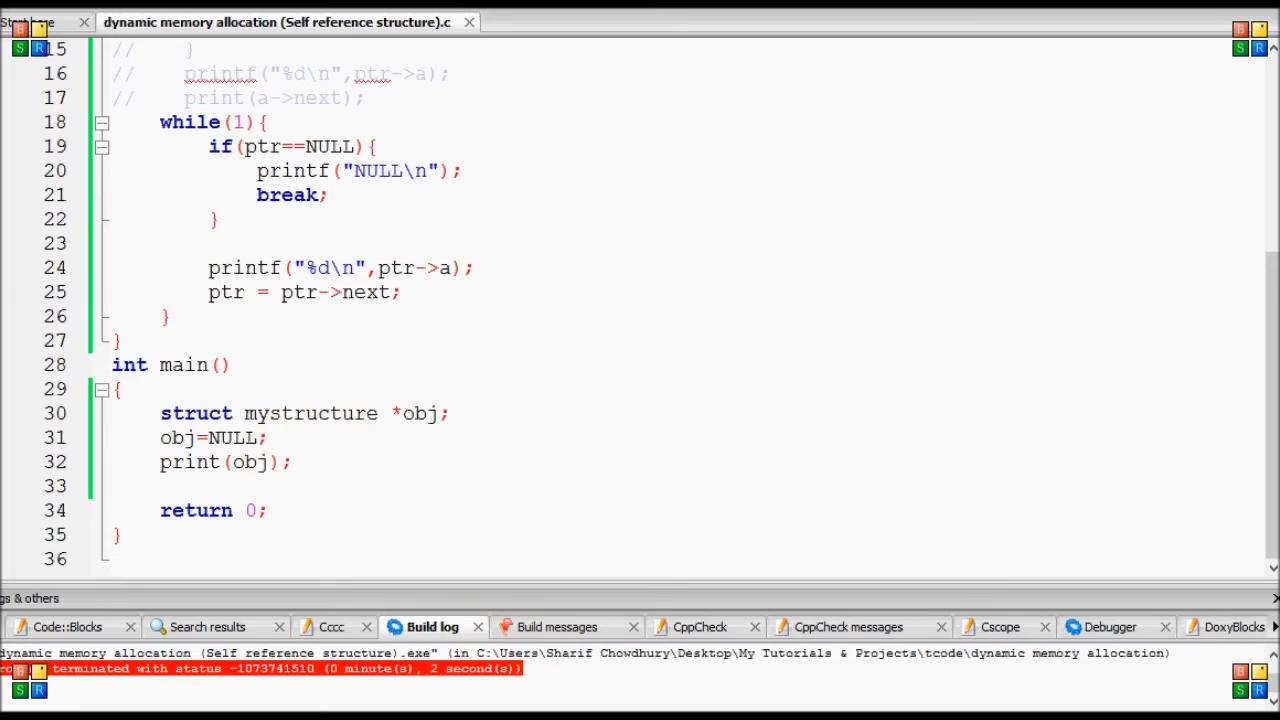 Start here
dynamic memory allocation (Self reference structure).c
B
S R
15 // }
16 // printf("%d\n",ptr->a);
17 // print(a->next);
18 while(1){
19 if(ptr==NULL){
20 printf("NULL\n");
21 break;
22 }
23
24 printf("%d\n",ptr->a);
25 ptr = ptr->next;
26 }
27 }
28 int main()
29 {
30 struct mystructure *obj;
31 obj=NULL;
32 print(obj);
33
34 return 0;
35 }
36
gs & others
Code::Blocks Search results Cccc Build log Build messages CppCheck CppCheck messages Cscope Debugger DoxyBlocks
dynamic memory allocation (Self reference structure).exe" (in C:\Users\Sharif Chowdhury\Desktop\My Tutorials & Projects\tcode\dynamic memory allocation)
terminated with status -1073741510 (0 minute(s), 2 second(s))